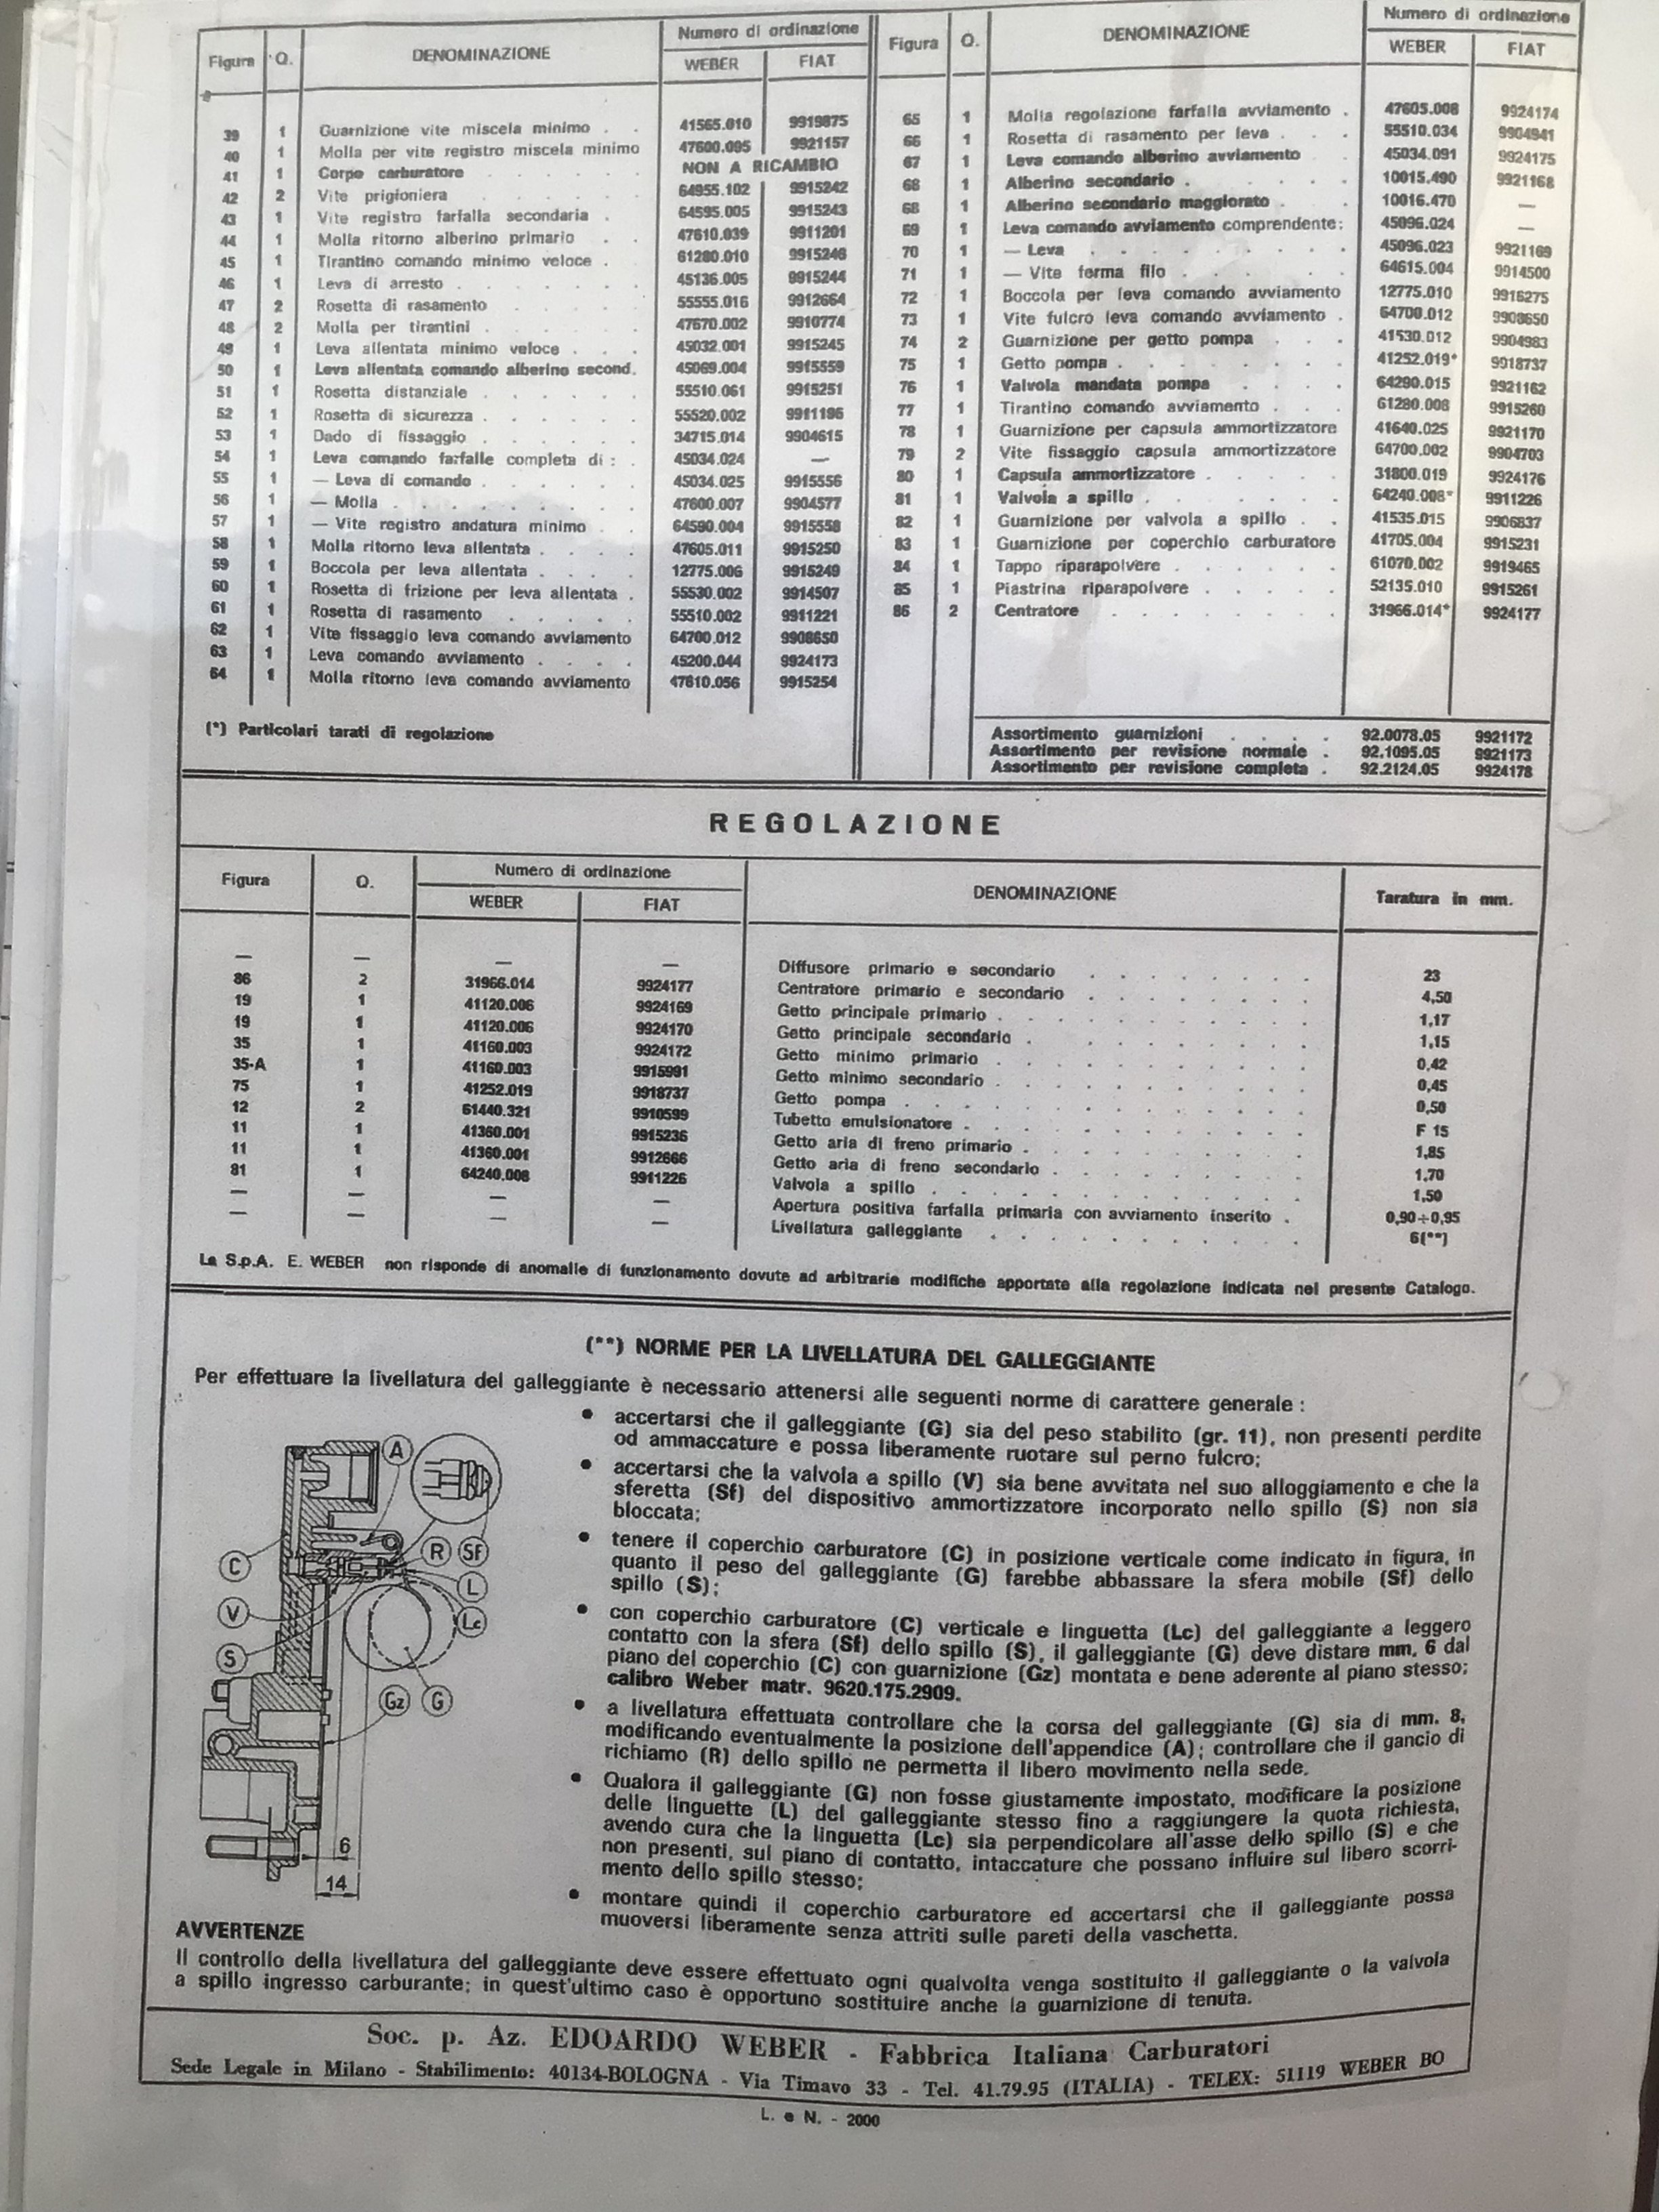 Figura Q. DENOMINAZIONE Numero di ordinazione WEBER FIAT
39 1 Guarnizione vite miscela minimo . . 41565.010 9919875
40 1 Molla per vite registro miscela minimo 47600.005 9921157
41 1 Corpo carburatore . . . . . . NON A RICAMBIO
42 2 Vite prigioniera . . . . . . 64955.102 9915242
43 1 Vite registro farfalla secondaria . 64595.005 9915243
44 1 Molla ritorno alberino primario . . 47610.039 9911201
45 1 Tirantino comando minimo veloce . 61280.010 9915246
46 1 Leva di arresto . . . . . . 45136.005 9915244
47 2 Rosetta di rasamento . . . . . 55555.016 9912664
48 2 Molla per tirantini . . . . . 47670.002 9910774
49 1 Leva allentata minimo veloce . . . 45032.001 9915245
50 1 Leva allentata comando alberino second. 45069.004 9915559
51 1 Rosetta distanziale . . . . . 55510.061 9915251
52 1 Rosetta di sicurezza . . . . . 55520.002 9911196
53 1 Dado di fissaggio . . . . . 34715.014 9904615
54 1 Leva comando farfalle completa di : . 45034.024 —
55 1 — Leva di comando . . . . . 45034.025 9915556
56 1 — Molla . . . . . . . 47600.007 9904577
57 1 — Vite registro andatura minimo . . 64590.004 9915558
58 1 Molla ritorno leva allentata . . . . 47605.011 9915250
59 1 Boccola per leva allentata . . . . 12775.006 9915249
60 1 Rosetta di frizione per leva allentata . 55530.002 9914507
61 1 Rosetta di rasamento . . . . . 55510.002 9911221
62 1 Vite fissaggio leva comando avviamento 64700.012 9908650
63 1 Leva comando avviamento . . . . 45200.044 9924173
64 1 Molla ritorno leva comando avviamento 47610.056 9915254
(*) Particolari tarati di regolazione
Figura Q. DENOMINAZIONE Numero di ordinazione WEBER FIAT
65 1 Molla regolazione farfalla avviamento . 47605.008 9924174
66 1 Rosetta di rasamento per leva . . . 55510.034 9904941
67 1 Leva comando alberino avviamento . 45034.091 9924175
68 1 Alberino secondario . . . . . 10015.490 9921168
68 1 Alberino secondario maggiorato . . 10016.470 —
69 1 Leva comando avviamento comprendente: 45096.024 —
70 1 — Leva . . . . . . . 45096.023 9921169
71 1 — Vite ferma filo . . . . . 64615.004 9914500
72 1 Boccola per leva comando avviamento 12775.010 9916275
73 1 Vite fulcro leva comando avviamento . 64700.012 9908650
74 2 Guarnizione per getto pompa . . . 41530.012 9904983
75 1 Getto pompa . . . . . . . 41252.019* 9918737
76 1 Valvola mandata pompa . . . . 64290.015 9921162
77 1 Tirantino comando avviamento . . . 61280.008 9915260
78 1 Guarnizione per capsula ammortizzatore 41640.025 9921170
79 2 Vite fissaggio capsula ammortizzatore 64700.002 9904703
80 1 Capsula ammortizzatore . . . . . 31800.019 9924176
81 1 Valvola a spillo . . . . . . 64240.008* 9911226
82 1 Guarnizione per valvola a spillo . . 41535.015 9906837
83 1 Guarnizione per coperchio carburatore 41705.004 9915231
84 1 Tappo riparapolvere . . . . . 61070.002 9919465
85 1 Piastrina riparapolvere . . . . . 52135.010 9915261
86 2 Centratore . . . . . . . 31966.014* 9924177
Assortimento guarnizioni . . . . 92.0078.05 9921172
Assortimento per revisione normale . 92.1095.05 9921173
Assortimento per revisione completa . 92.2124.05 9924178
REGOLAZIONE
Figura Q. Numero di ordinazione WEBER FIAT DENOMINAZIONE Taratura in mm.
— — — — Diffusore primario e secondario . . . . . . . 23
86 2 31966.014 9924177 Centratore primario e secondario . . . . . . . 4,50
19 1 41120.006 9924169 Getto principale primario . . . . . . . . 1,17
19 1 41120.006 9924170 Getto principale secondario . . . . . . . . 1,15
35 1 41160.003 9924172 Getto minimo primario . . . . . . . . 0,42
35-A 1 41160.003 9915991 Getto minimo secondario . . . . . . . . 0,45
75 1 41252.019 9918737 Getto pompa . . . . . . . . . . 0,50
12 2 61440.321 9910599 Tubetto emulsionatore . . . . . . . . . F 15
11 1 41360.001 9915236 Getto aria di freno primario . . . . . . . 1,85
11 1 41360.001 9912666 Getto aria di freno secondario . . . . . . . 1,70
81 1 64240.008 9911226 Valvola a spillo . . . . . . . . . . 1,50
— — — — Apertura positiva farfalla primaria con avviamento inserito . 0,90÷0,95
— — — — Livellatura galleggiante . . . . . . . . 6(**)
La S.p.A. E. WEBER non risponde di anomalie di funzionamento dovute ad arbitrarie modifiche apportate alla regolazione indicata nel presente Catalogo.
(**) NORME PER LA LIVELLATURA DEL GALLEGGIANTE
Per effettuare la livellatura del galleggiante è necessario attenersi alle seguenti norme di carattere generale :
• accertarsi che il galleggiante (G) sia del peso stabilito (gr. 11), non presenti perdite
od ammaccature e possa liberamente ruotare sul perno fulcro;
• accertarsi che la valvola a spillo (V) sia bene avvitata nel suo alloggiamento e che la
sferetta (Sf) del dispositivo ammortizzatore incorporato nello spillo (S) non sia
bloccata;
• tenere il coperchio carburatore (C) in posizione verticale come indicato in figura, in
quanto il peso del galleggiante (G) farebbe abbassare la sfera mobile (Sf) dello
spillo (S);
• con coperchio carburatore (C) verticale e linguetta (Lc) del galleggiante a leggero
contatto con la sfera (Sf) dello spillo (S), il galleggiante (G) deve distare mm. 6 dal
piano del coperchio (C) con guarnizione (Gz) montata e bene aderente al piano stesso;
calibro Weber matr. 9620.175.2909.
• a livellatura effettuata controllare che la corsa del galleggiante (G) sia di mm. 8,
modificando eventualmente la posizione dell'appendice (A); controllare che il gancio di
richiamo (R) dello spillo ne permetta il libero movimento nella sede.
• Qualora il galleggiante (G) non fosse giustamente impostato, modificare la posizione
delle linguette (L) del galleggiante stesso fino a raggiungere la quota richiesta,
avendo cura che la linguetta (Lc) sia perpendicolare all'asse dello spillo (S) e che
non presenti, sul piano di contatto, intaccature che possano influire sul libero scorri-
mento dello spillo stesso;
• montare quindi il coperchio carburatore ed accertarsi che il galleggiante possa
muoversi liberamente senza attriti sulle pareti della vaschetta.
A
C
R
SF
L
V
Lc
S
Gz
G
6
14
AVVERTENZE
Il controllo della livellatura del galleggiante deve essere effettuato ogni qualvolta venga sostituito il galleggiante o la valvola
a spillo ingresso carburante; in quest'ultimo caso è opportuno sostituire anche la guarnizione di tenuta.
Soc. p. Az. EDOARDO WEBER - Fabbrica Italiana Carburatori
Sede Legale in Milano - Stabilimento: 40134-BOLOGNA - Via Timavo 33 - Tel. 41.79.95 (ITALIA) - TELEX: 51119 WEBER BO
L. e N. - 2000